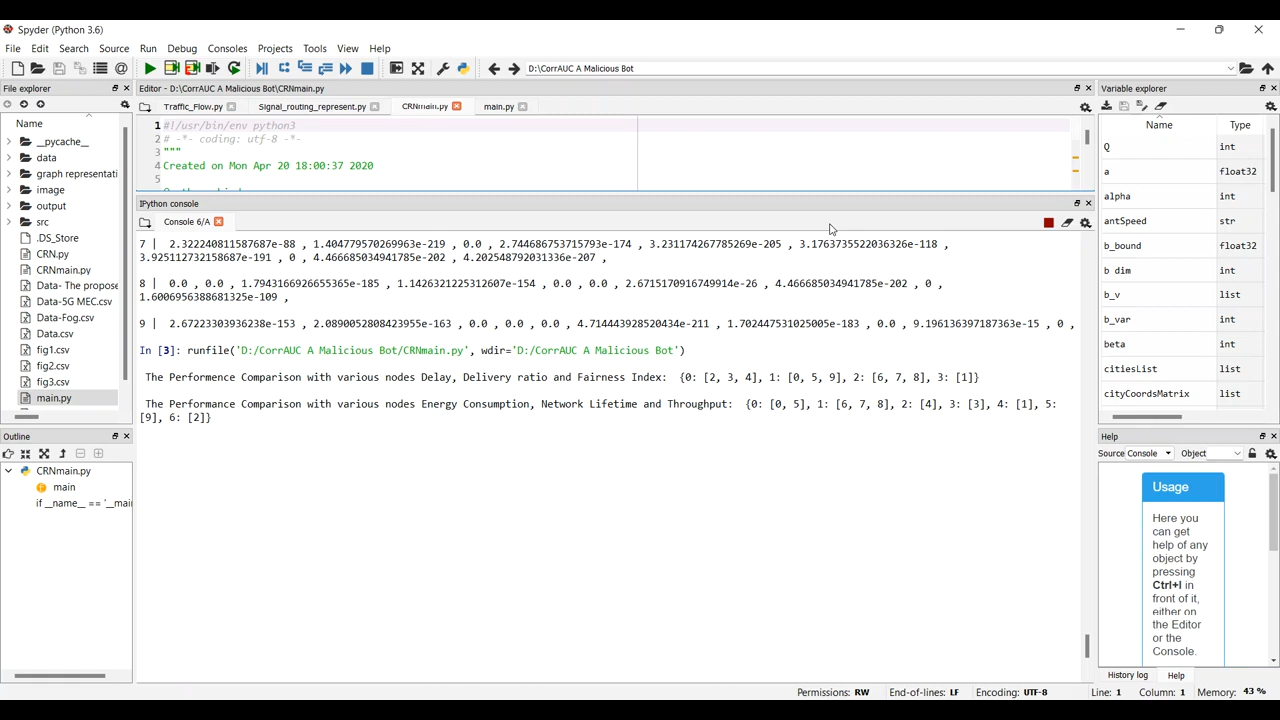 Spyder (Python 3.6)
File Edit Search Source Run Debug Consoles Projects Tools View Help
D:\CorrAUC A Malicious Bot
File explorer
Name
__pycache__
data
graph representati
image
output
src
.DS_Store
CRN.py
CRNmain.py
Data- The propose
Data-5G MEC.csv
Data-Fog.csv
Data.csv
fig1.csv
fig2.csv
fig3.csv
main.py
Outline
CRNmain.py
main
if __name__ == '__mai
Editor - D:\CorrAUC A Malicious Bot\CRNmain.py
Traffic_Flow.py Signal_routing_represent.py CRNmain.py main.py
1 #!/usr/bin/env python3
2 # -*- coding: utf-8 -*-
3 """
4 Created on Mon Apr 20 18:00:37 2020
5
IPython console
Console 6/A
7 | 2.322240811587687e-88 , 1.404779570269963e-219 , 0.0 , 2.744686753715793e-174 , 3.231174267785269e-205 , 3.1763735522036326e-118 ,
3.925112732158687e-191 , 0 , 4.466685034941785e-202 , 4.202548792031336e-207 ,
8 | 0.0 , 0.0 , 1.7943166926655365e-185 , 1.1426321225312607e-154 , 0.0 , 0.0 , 2.6715170916749914e-26 , 4.466685034941785e-202 , 0 ,
1.6006956388681325e-109 ,
9 | 2.67223303936238e-153 , 2.0890052808423955e-163 , 0.0 , 0.0 , 0.0 , 4.714443928520434e-211 , 1.702447531025005e-183 , 0.0 , 9.196136397187363e-15 , 0 ,
In [3]: runfile('D:/CorrAUC A Malicious Bot/CRNmain.py', wdir='D:/CorrAUC A Malicious Bot')
The Performence Comparison with various nodes Delay, Delivery ratio and Fairness Index: {0: [2, 3, 4], 1: [0, 5, 9], 2: [6, 7, 8], 3: [1]}
The Performance Comparison with various nodes Energy Consumption, Network Lifetime and Throughput: {0: [0, 5], 1: [6, 7, 8], 2: [4], 3: [3], 4: [1], 5:
[9], 6: [2]}
Variable explorer
Name Type
Q int
a float32
alpha int
antSpeed str
b_bound float32
b dim int
b_v list
b_var int
beta int
citiesList list
cityCoordsMatrix list
Help
Source Console Object
Usage
Here you
can get
help of any
object by
pressing
Ctrl+I in
front of it,
either on
the Editor
or the
Console.
History log Help
Permissions: RW End-of-lines: LF Encoding: UTF-8 Line: 1 Column: 1 Memory: 43 %